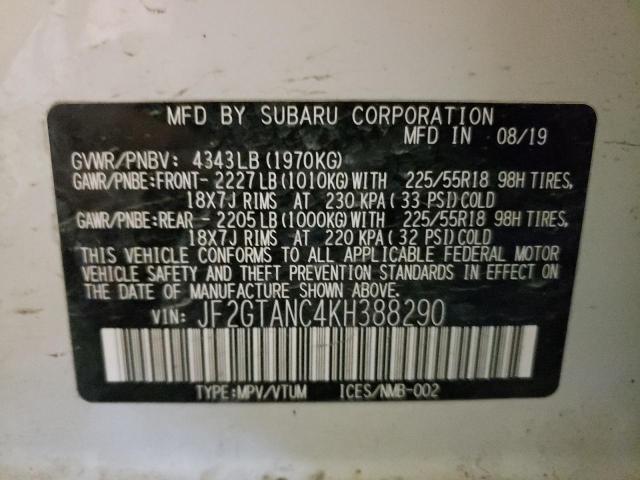 MFD BY SUBARU CORPORATION
MFD IN 08/19
GVWR/PNBV: 4343LB (1970KG)
GAWR/PNBE:FRONT- 2227LB (1010KG)WITH 225/55R18 98H TIRES,
18X7J RIMS AT 230 KPA (33 PSI)COLD
GAWR/PNBE:REAR - 2205LB (1000KG)WITH 225/55R18 98H TIRES,
18X7J RIMS AT 220 KPA (32 PSI)COLD
THIS VEHICLE CONFORMS TO ALL APPLICABLE FEDERAL MOTOR
VEHICLE SAFETY AND THEFT PREVENTION STANDARDS IN EFFECT ON
THE DATE OF MANUFACTURE SHOWN ABOVE.
VIN: JF2GTANC4KH388290
TYPE:MPV/VTUM ICES/NMB-002